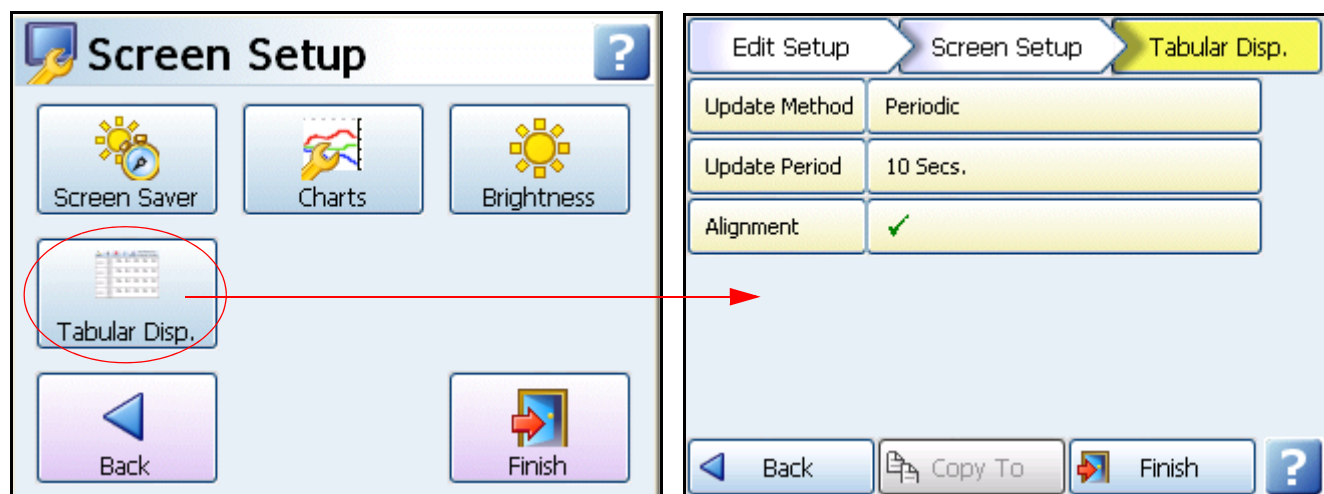 Screen Setup
?
Screen Saver
Charts
Brightness
Tabular Disp.
Back
Finish
Edit Setup
Screen Setup
Tabular Disp.
Update Method
Periodic
Update Period
10 Secs.
Alignment
Back
Copy To
Finish
?